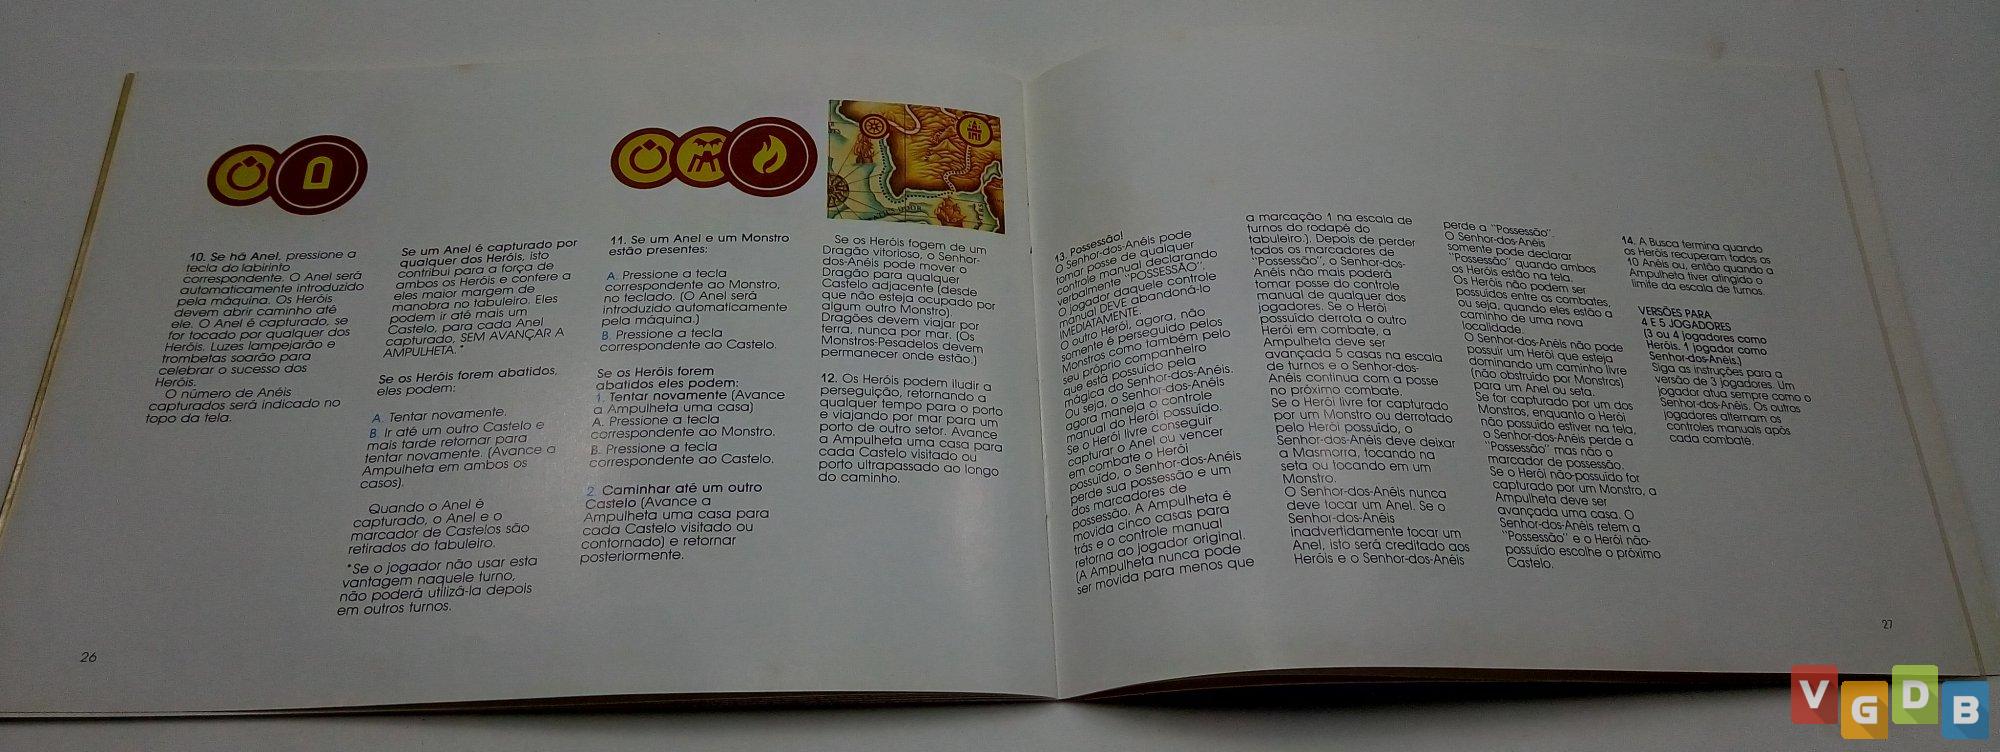 10. Se há Anel, pressione a
tecla do labirinto
correspondente. O Anel será
automaticamente introduzido
pela máquina. Os Heróis
devem abrir caminho até
ele. O Anel é capturado, se
for tocado por qualquer dos
Heróis. Luzes lampejarão e
trombetas soarão para
celebrar o sucesso dos
Heróis.
O número de Anéis
capturados será indicado no
topo da tela.
Se um Anel é capturado por
qualquer dos Heróis, isto
contribui para a força de
ambos os Heróis e confere a
eles maior margem de
manobra no tabuleiro. Eles
podem ir até mais um
Castelo, para cada Anel
capturado, SEM AVANÇAR A
AMPULHETA.*
Se os Heróis forem abatidos,
eles podem:
A. Tentar novamente.
B. Ir até um outro Castelo e
mais tarde retornar para
tentar novamente. (Avance a
Ampulheta em ambos os
casos).
Quando o Anel é
capturado, o Anel e o
marcador de Castelos são
retirados do tabuleiro.
*Se o jogador não usar esta
vantagem naquele turno,
não poderá utilizá-la depois
em outros turnos.
11. Se um Anel e um Monstro
estão presentes:
A. Pressione a tecla
correspondente ao Monstro,
no teclado. (O Anel será
introduzido automaticamente
pela máquina.)
B. Pressione a tecla
correspondente ao Castelo.
Se os Heróis forem
abatidos eles podem:
1. Tentar novamente (Avance
a Ampulheta uma casa)
A. Pressione a tecla
correspondente ao Monstro.
B. Pressione a tecla
correspondente ao Castelo.
2. Caminhar até um outro
Castelo (Avance a
Ampulheta uma casa para
cada Castelo visitado ou
contornado) e retornar
posteriormente.
Se os Heróis fogem de um
Dragão vitorioso, o Senhor-
dos-Anéis pode mover o
Dragão para qualquer
Castelo adjacente (desde
que não esteja ocupado por
algum outro Monstro).
Dragões devem viajar por
terra, nunca por mar. (Os
Monstros-Pesadelos devem
permanecer onde estão.)
12. Os Heróis podem iludir a
perseguição, retornando a
qualquer tempo para o porto
e viajando por mar para um
porto de outro setor. Avance
a Ampulheta uma casa para
cada Castelo visitado ou
porto ultrapassado ao longo
do caminho.
26
13. Possessão!
O Senhor-dos-Anéis pode
tomar posse de qualquer
controle manual declarando
verbalmente "POSSESSÃO".
O jogador daquele controle
manual DEVE abandoná-lo
IMEDIATAMENTE.
O outro Herói, agora, não
somente é perseguido pelos
Monstros como também pelo
seu próprio companheiro
que está possuído pela
mágica do Senhor-dos-Anéis.
Ou seja, o Senhor-dos-Anéis
agora maneja o controle
manual do Herói possuído.
Se o Herói livre conseguir
capturar o Anel ou vencer
em combate o Herói
possuído, o Senhor-dos-Anéis
perde sua possessão e um
dos marcadores de
possessão. A Ampulheta é
movida cinco casas para
trás e o controle manual
retorna ao jogador original.
(A Ampulheta nunca pode
ser movida para menos que
a marcação 1 na escala de
turnos do rodapé do
tabuleiro.). Depois de perder
todos os marcadores de
"Possessão", o Senhor-dos-
Anéis não mais poderá
tomar posse do controle
manual de qualquer dos
jogadores. Se o Herói
possuído derrota o outro
Herói em combate, a
Ampulheta deve ser
avançada 5 casas na escala
de turnos e o Senhor-dos-
Anéis continua com a posse
no próximo combate.
Se o Herói livre for capturado
por um Monstro ou derrotado
pelo Herói possuído, o
Senhor-dos-Anéis deve deixar
a Masmorra, tocando na
seta ou tocando em um
Monstro.
O Senhor-dos-Anéis nunca
deve tocar um Anel. Se o
Senhor-dos-Anéis
inadvertidamente tocar um
Anel, isto será creditado aos
Heróis e o Senhor-dos-Anéis
perde a "Possessão".
O Senhor-dos-Anéis
somente pode declarar
"Possessão" quando ambos
os Heróis estão na tela.
Os Heróis não podem ser
possuídos entre os combates,
ou seja, quando eles estão a
caminho de uma nova
localidade.
O Senhor-dos-Anéis não pode
possuir um Herói que esteja
dominando um caminho livre
(não obstruído por Monstros)
para um Anel ou seta.
Se for capturado por um dos
Monstros, enquanto o Herói
não possuído estiver na tela,
o Senhor-dos-Anéis perde a
"Possessão" mas não o
marcador de possessão.
Se o Herói não-possuído for
capturado por um Monstro, a
Ampulheta deve ser
avançada uma casa. O
Senhor-dos-Anéis retem a
"Possessão" e o Herói não-
possuído escolhe o próximo
Castelo.
14. A Busca termina quando
os Heróis recuperam todos os
10 Anéis ou, então quando a
Ampulheta tiver atingido o
limite da escala de turnos.
VERSÕES PARA
4 E 5 JOGADORES
(3 ou 4 jogadores como
Heróis. 1 jogador como
Senhor-dos-Anéis.)
Siga as instruções para a
versão de 3 jogadores. Um
jogador atua sempre como o
Senhor-dos-Anéis. Os outros
jogadores alternam os
controles manuais após
cada combate.
27
VGDB